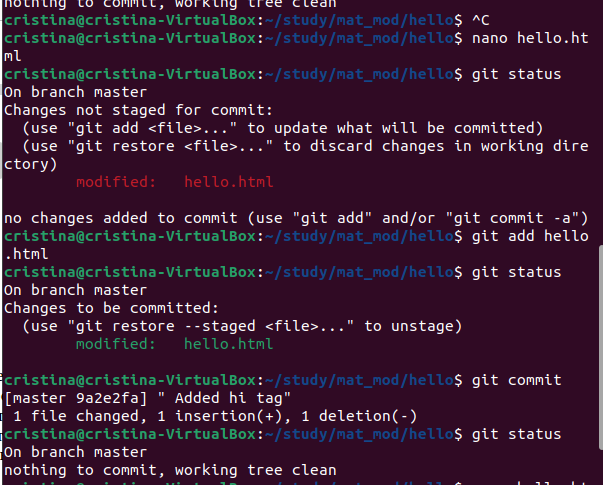 nothing to commit, working tree clean
cristina@cristina-VirtualBox:~/study/mat_mod/hello$ ^C
cristina@cristina-VirtualBox:~/study/mat_mod/hello$ nano hello.ht
ml
cristina@cristina-VirtualBox:~/study/mat_mod/hello$ git status
On branch master
Changes not staged for commit:
  (use "git add <file>..." to update what will be committed)
  (use "git restore <file>..." to discard changes in working dire
ctory)
        modified:   hello.html

no changes added to commit (use "git add" and/or "git commit -a")
cristina@cristina-VirtualBox:~/study/mat_mod/hello$ git add hello
.html
cristina@cristina-VirtualBox:~/study/mat_mod/hello$ git status
On branch master
Changes to be committed:
  (use "git restore --staged <file>..." to unstage)
        modified:   hello.html

cristina@cristina-VirtualBox:~/study/mat_mod/hello$ git commit
[master 9a2e2fa] " Added hi tag"
 1 file changed, 1 insertion(+), 1 deletion(-)
cristina@cristina-VirtualBox:~/study/mat_mod/hello$ git status
On branch master
nothing to commit, working tree clean